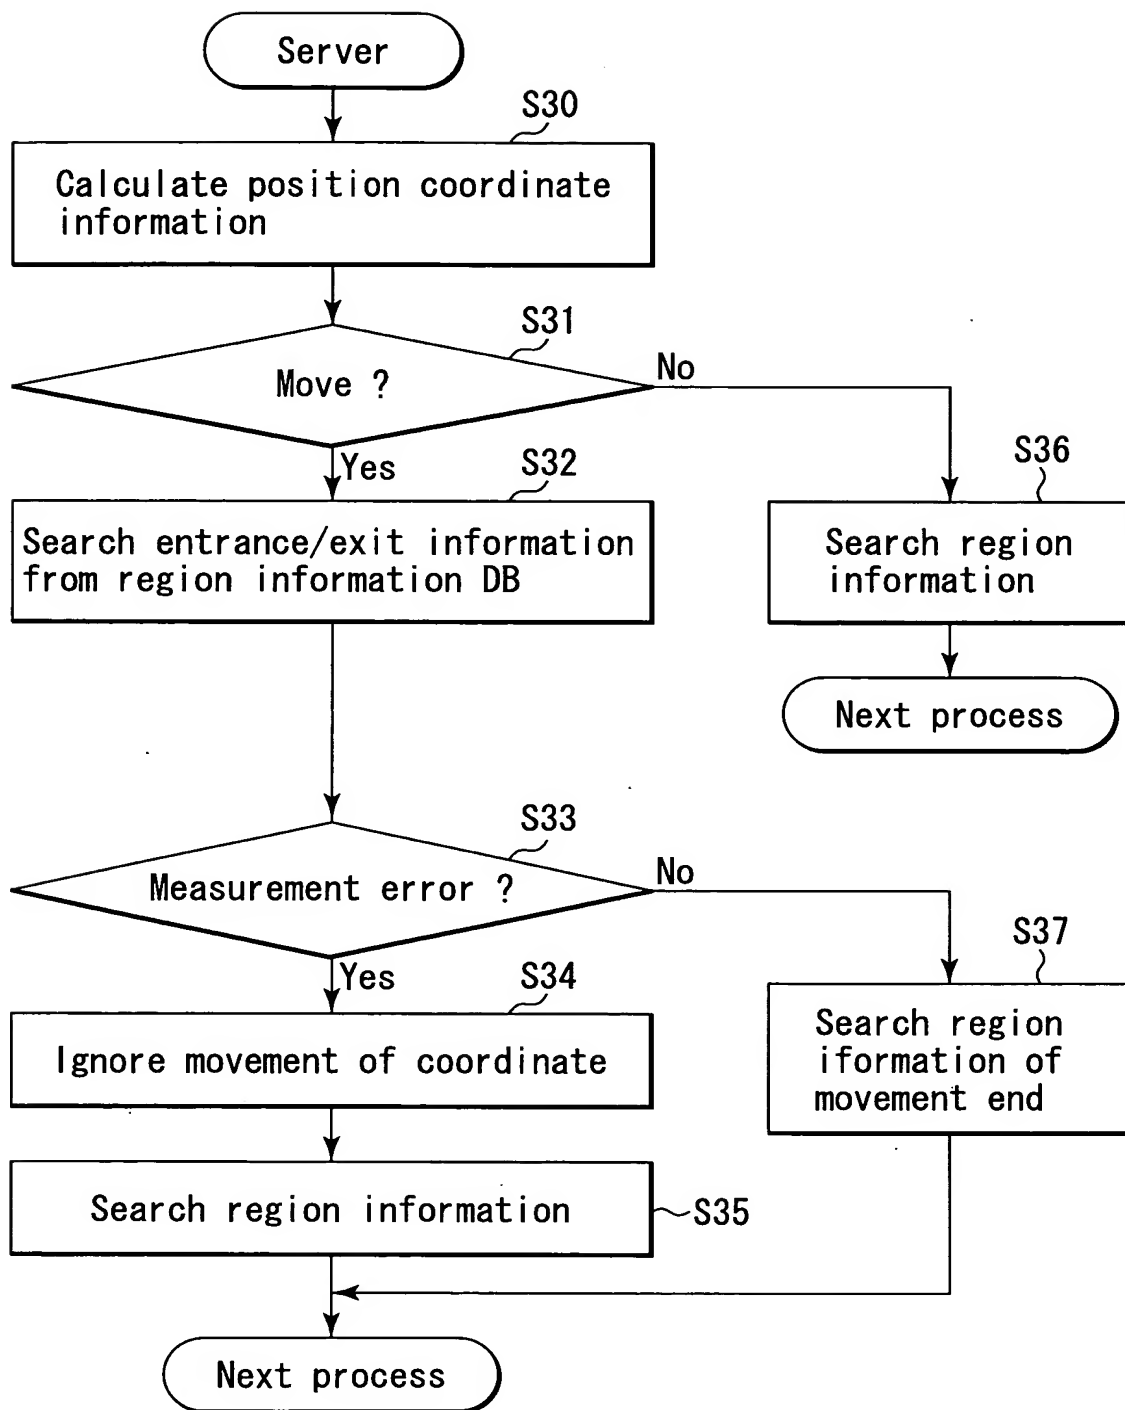 Server
S30
Calculate position coordinate
information
S31
Move ?
No
Yes
S32
Search entrance/exit information
from region information DB
S36
Search region
information
Next process
S33
Measurement error ?
No
Yes
S34
Ignore movement of coordinate
S37
Search region
iformation of
movement end
Search region information
S35
Next process